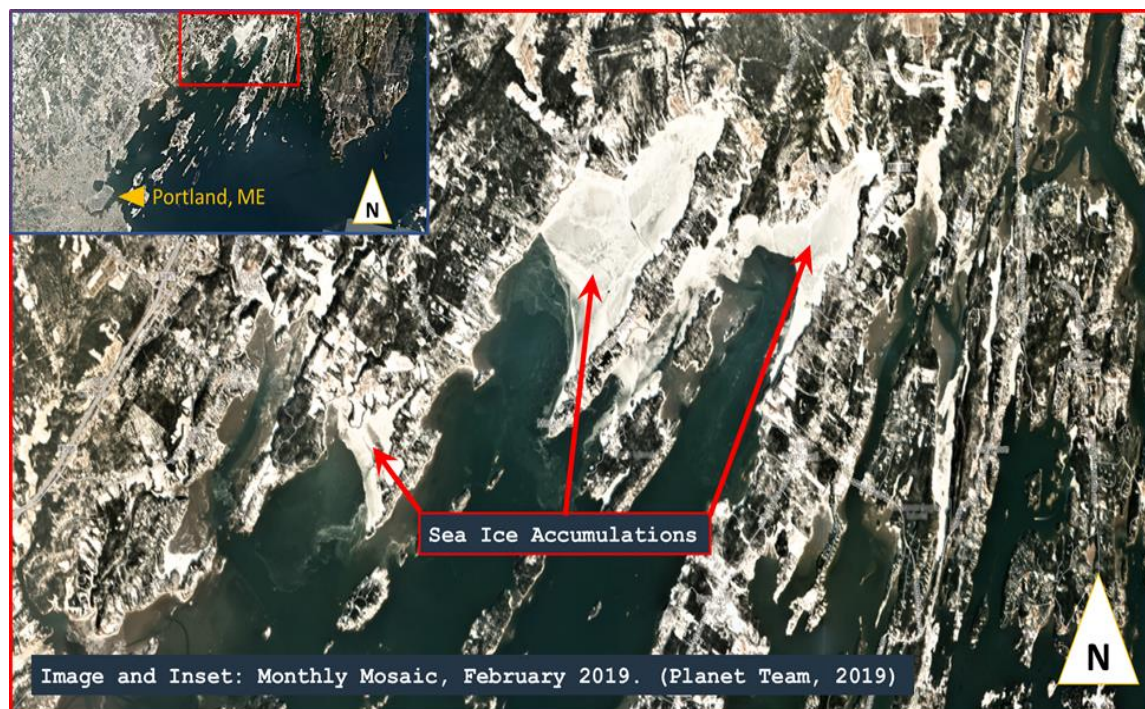 Portland, ME
N
Sea Ice Accumulations
Image and Inset: Monthly Mosaic, February 2019. (Planet Team, 2019)
N